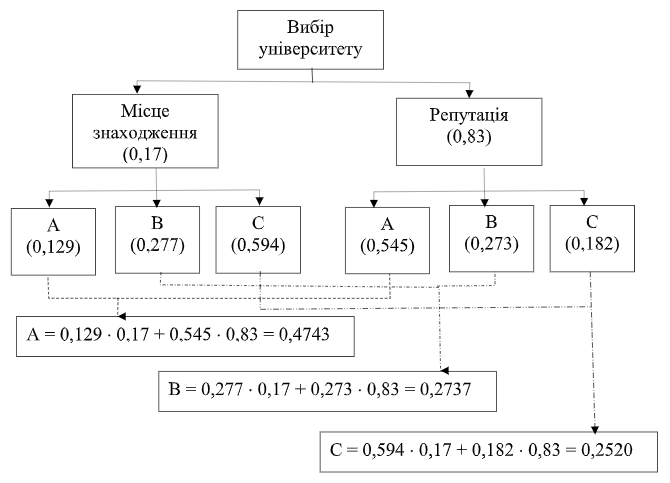 Вибір
університету
Місце
знаходження
(0,17)
Репутація
(0,83)
А
(0,129)
В
(0,277)
С
(0,594)
А
(0,545)
В
(0,273)
С
(0,182)
А = 0,129 · 0,17 + 0,545 · 0,83 = 0,4743
В = 0,277 · 0,17 + 0,273 · 0,83 = 0,2737
С = 0,594 · 0,17 + 0,182 · 0,83 = 0,2520